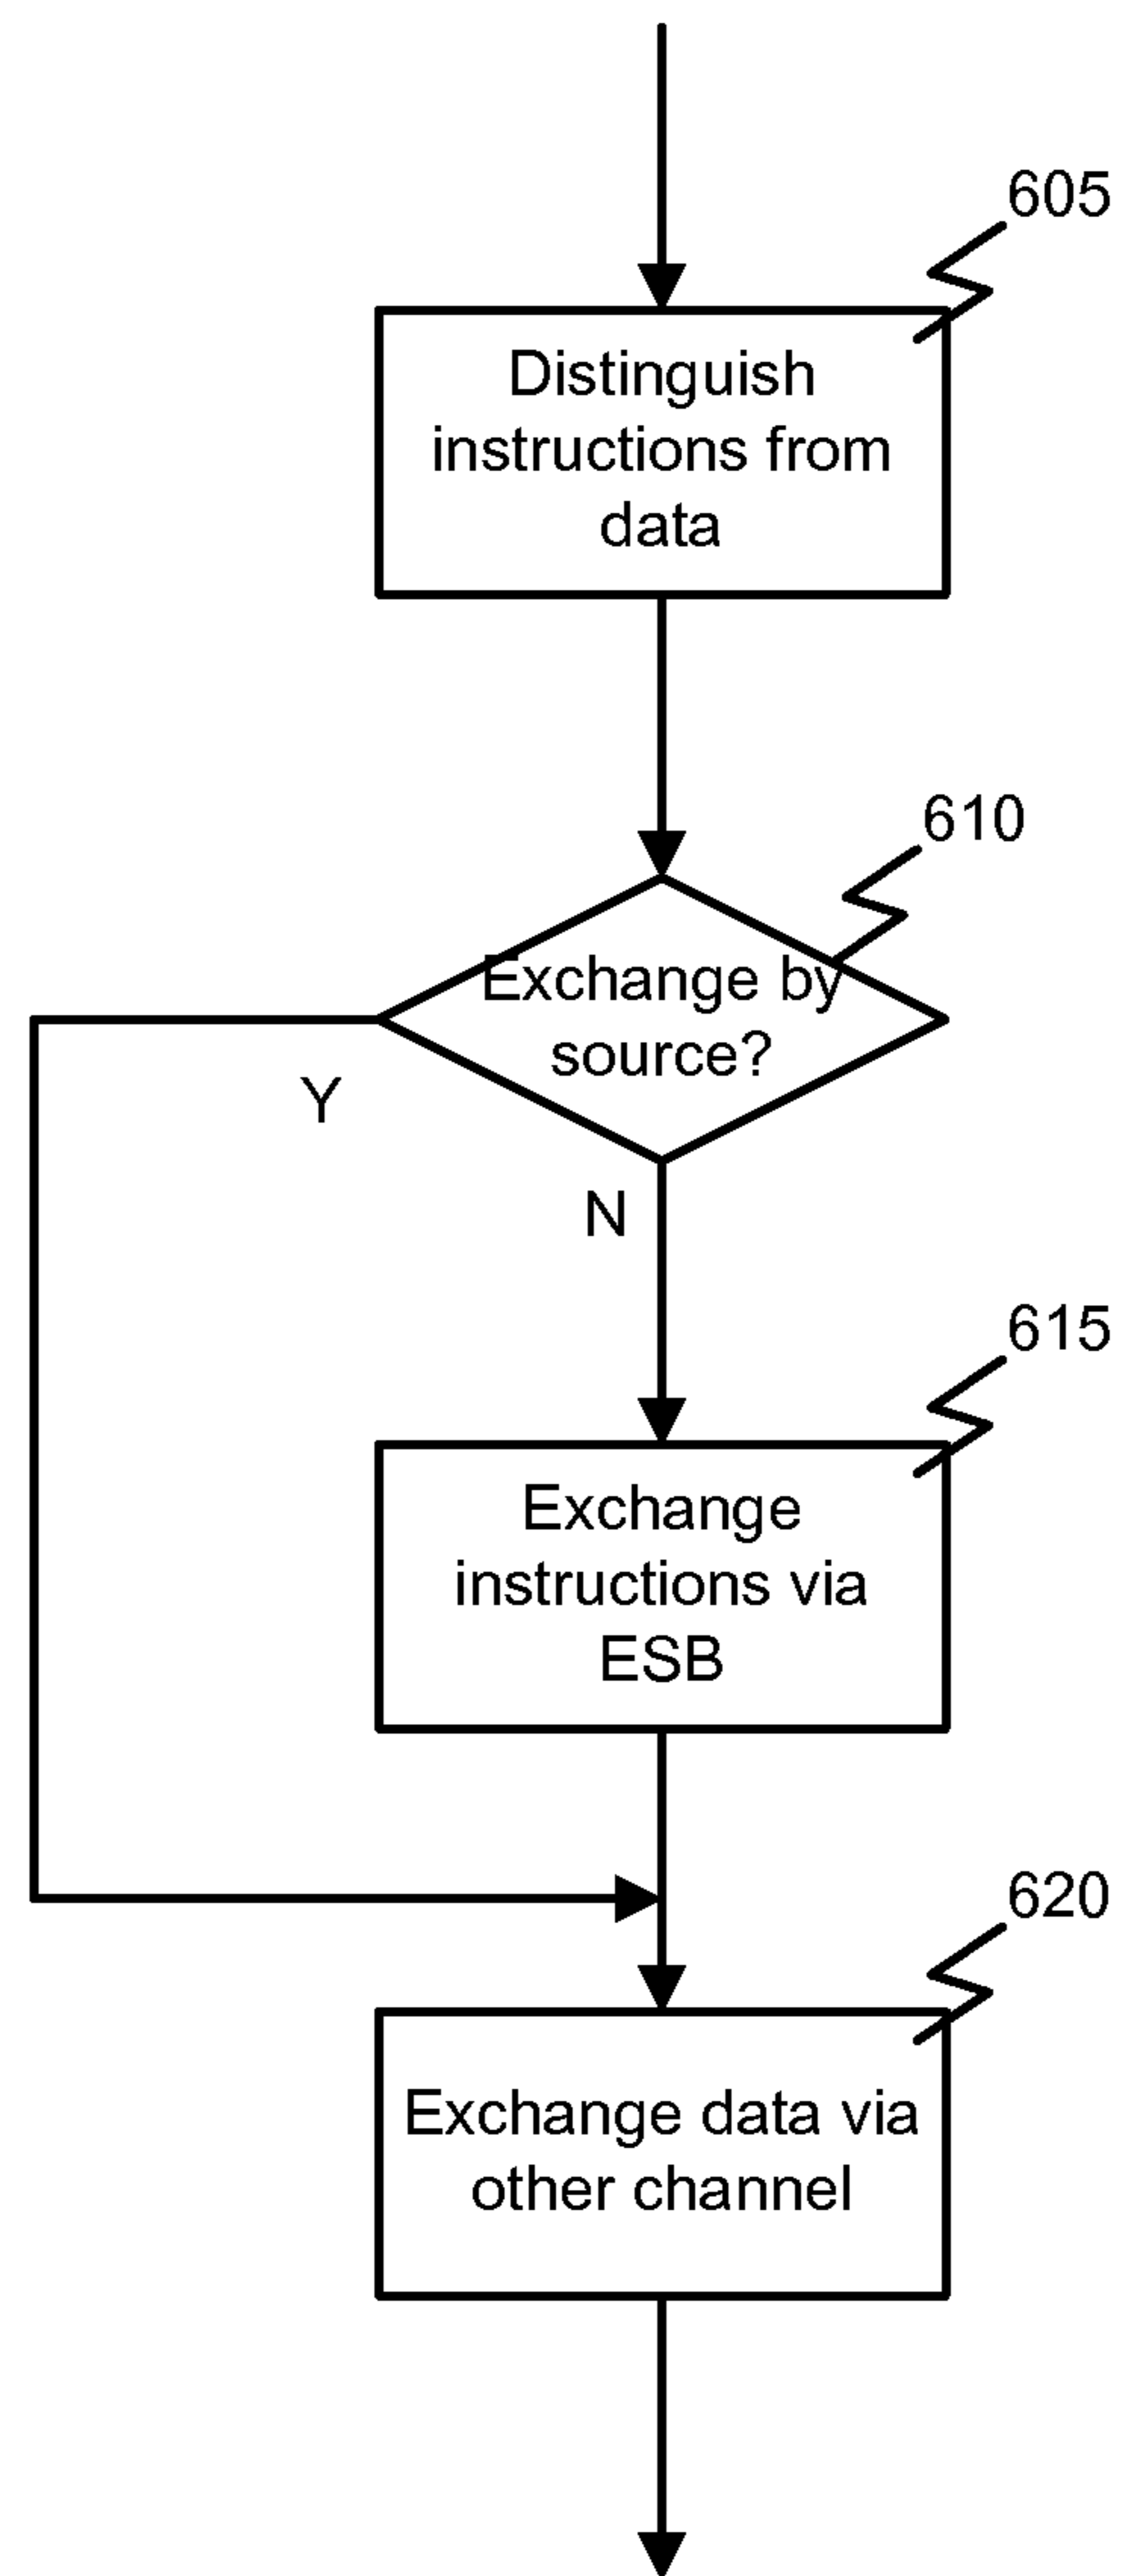 605
Distinguish
instructions from
data
610
Exchange by
source?
Y
N
615
Exchange
instructions via
ESB
620
Exchange data via
other channel